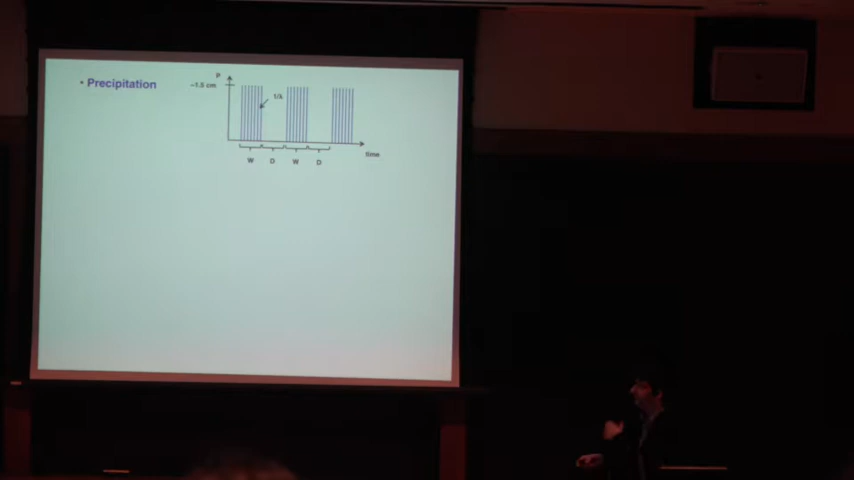 • Precipitation
P
~1.5 cm
1/λ
time
W D W D